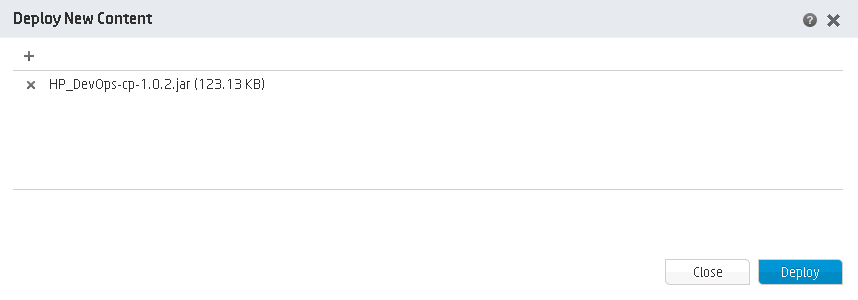 Deploy New Content
HP_DevOps-cp-1.0.2.jar (123.13 KB)
Close
Deploy